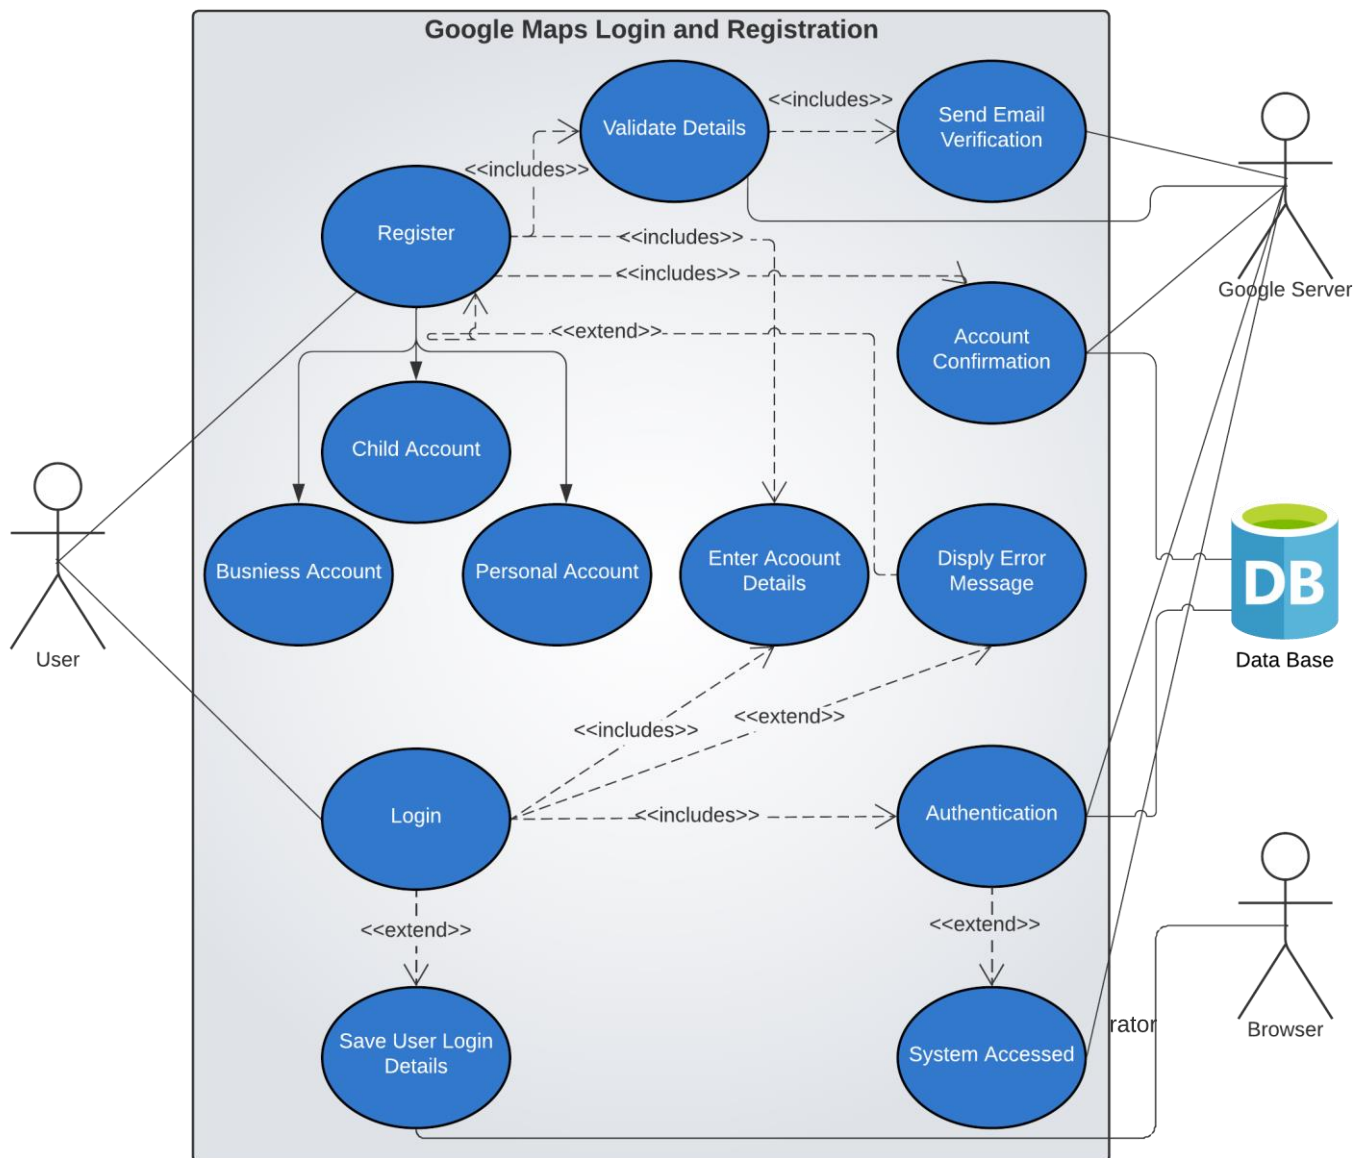 Google Maps Login and Registration
Validate Details
<<includes>>
Send Email
Verification
<<includes>>
Register
<<includes>>
<<includes>>
Google Server
<<extend>>
Account
Confirmation
Child Account
Busniess Account
Personal Account
Enter Acoount
Details
Disply Error
Message
DB
User
Data Base
<<includes>>
<<extend>>
Login
<<includes>>
Authentication
<<extend>>
<<extend>>
rator
Browser
Save User Login
Details
System Accessed